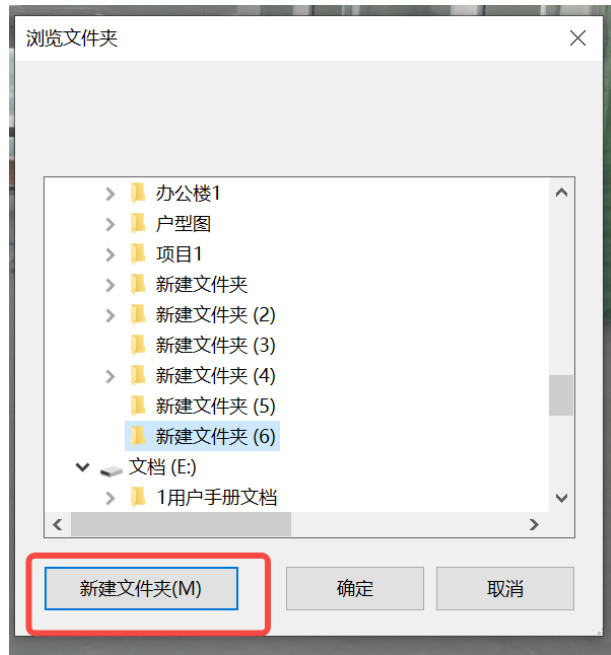 浏览文件夹
办公楼1
户型图
项目1
新建文件夹
新建文件夹 (2)
新建文件夹 (3)
新建文件夹 (4)
新建文件夹 (5)
新建文件夹 (6)
文档 (E:)
1用户手册文档
新建文件夹(M) 确定 取消